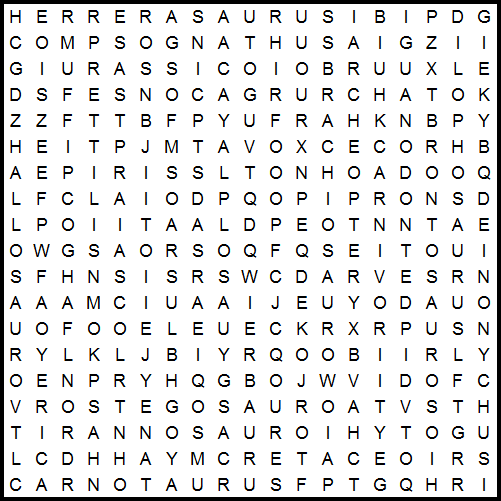 H E R R E R A S A U R U S I B I P D G
C O M P S O G N A T H U S A I G Z I I
G I U R A S S I C O I O B R U U X L E
D S F E S N O C A G R U R C H A T O K
Z Z F T T B F P Y U F R A H K N B P Y
H E I T P J M T A V O X C E C O R H B
A E P I R I S S L T O N H O A D O O Q
L F C L A I O D P Q O P I P R O N S D
L P O I I T A A L D P E O T N N T A E
O W G S A O R S O Q F Q S E I T O U I
S F H N S I S R S W C D A R V E S R N
A A A M C I U A A I J E U Y O D A U O
U O F O O E L E U E C K R X R P U S N
R Y L K L J B I Y R Q O O B I I R L Y
O E N P R Y H Q G B O J W V I D O F C
V R O S T E G O S A U R O A T V S T H
T I R A N N O S A U R O I H Y T O G U
L C D H H A Y M C R E T A C E O I R S
C A R N O T A U R U S F P T G Q H R I